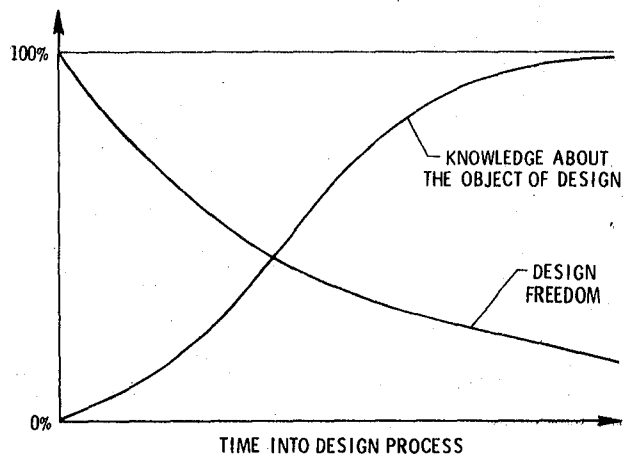 100%
KNOWLEDGE ABOUT
THE OBJECT OF DESIGN
DESIGN
FREEDOM
0%
TIME INTO DESIGN PROCESS